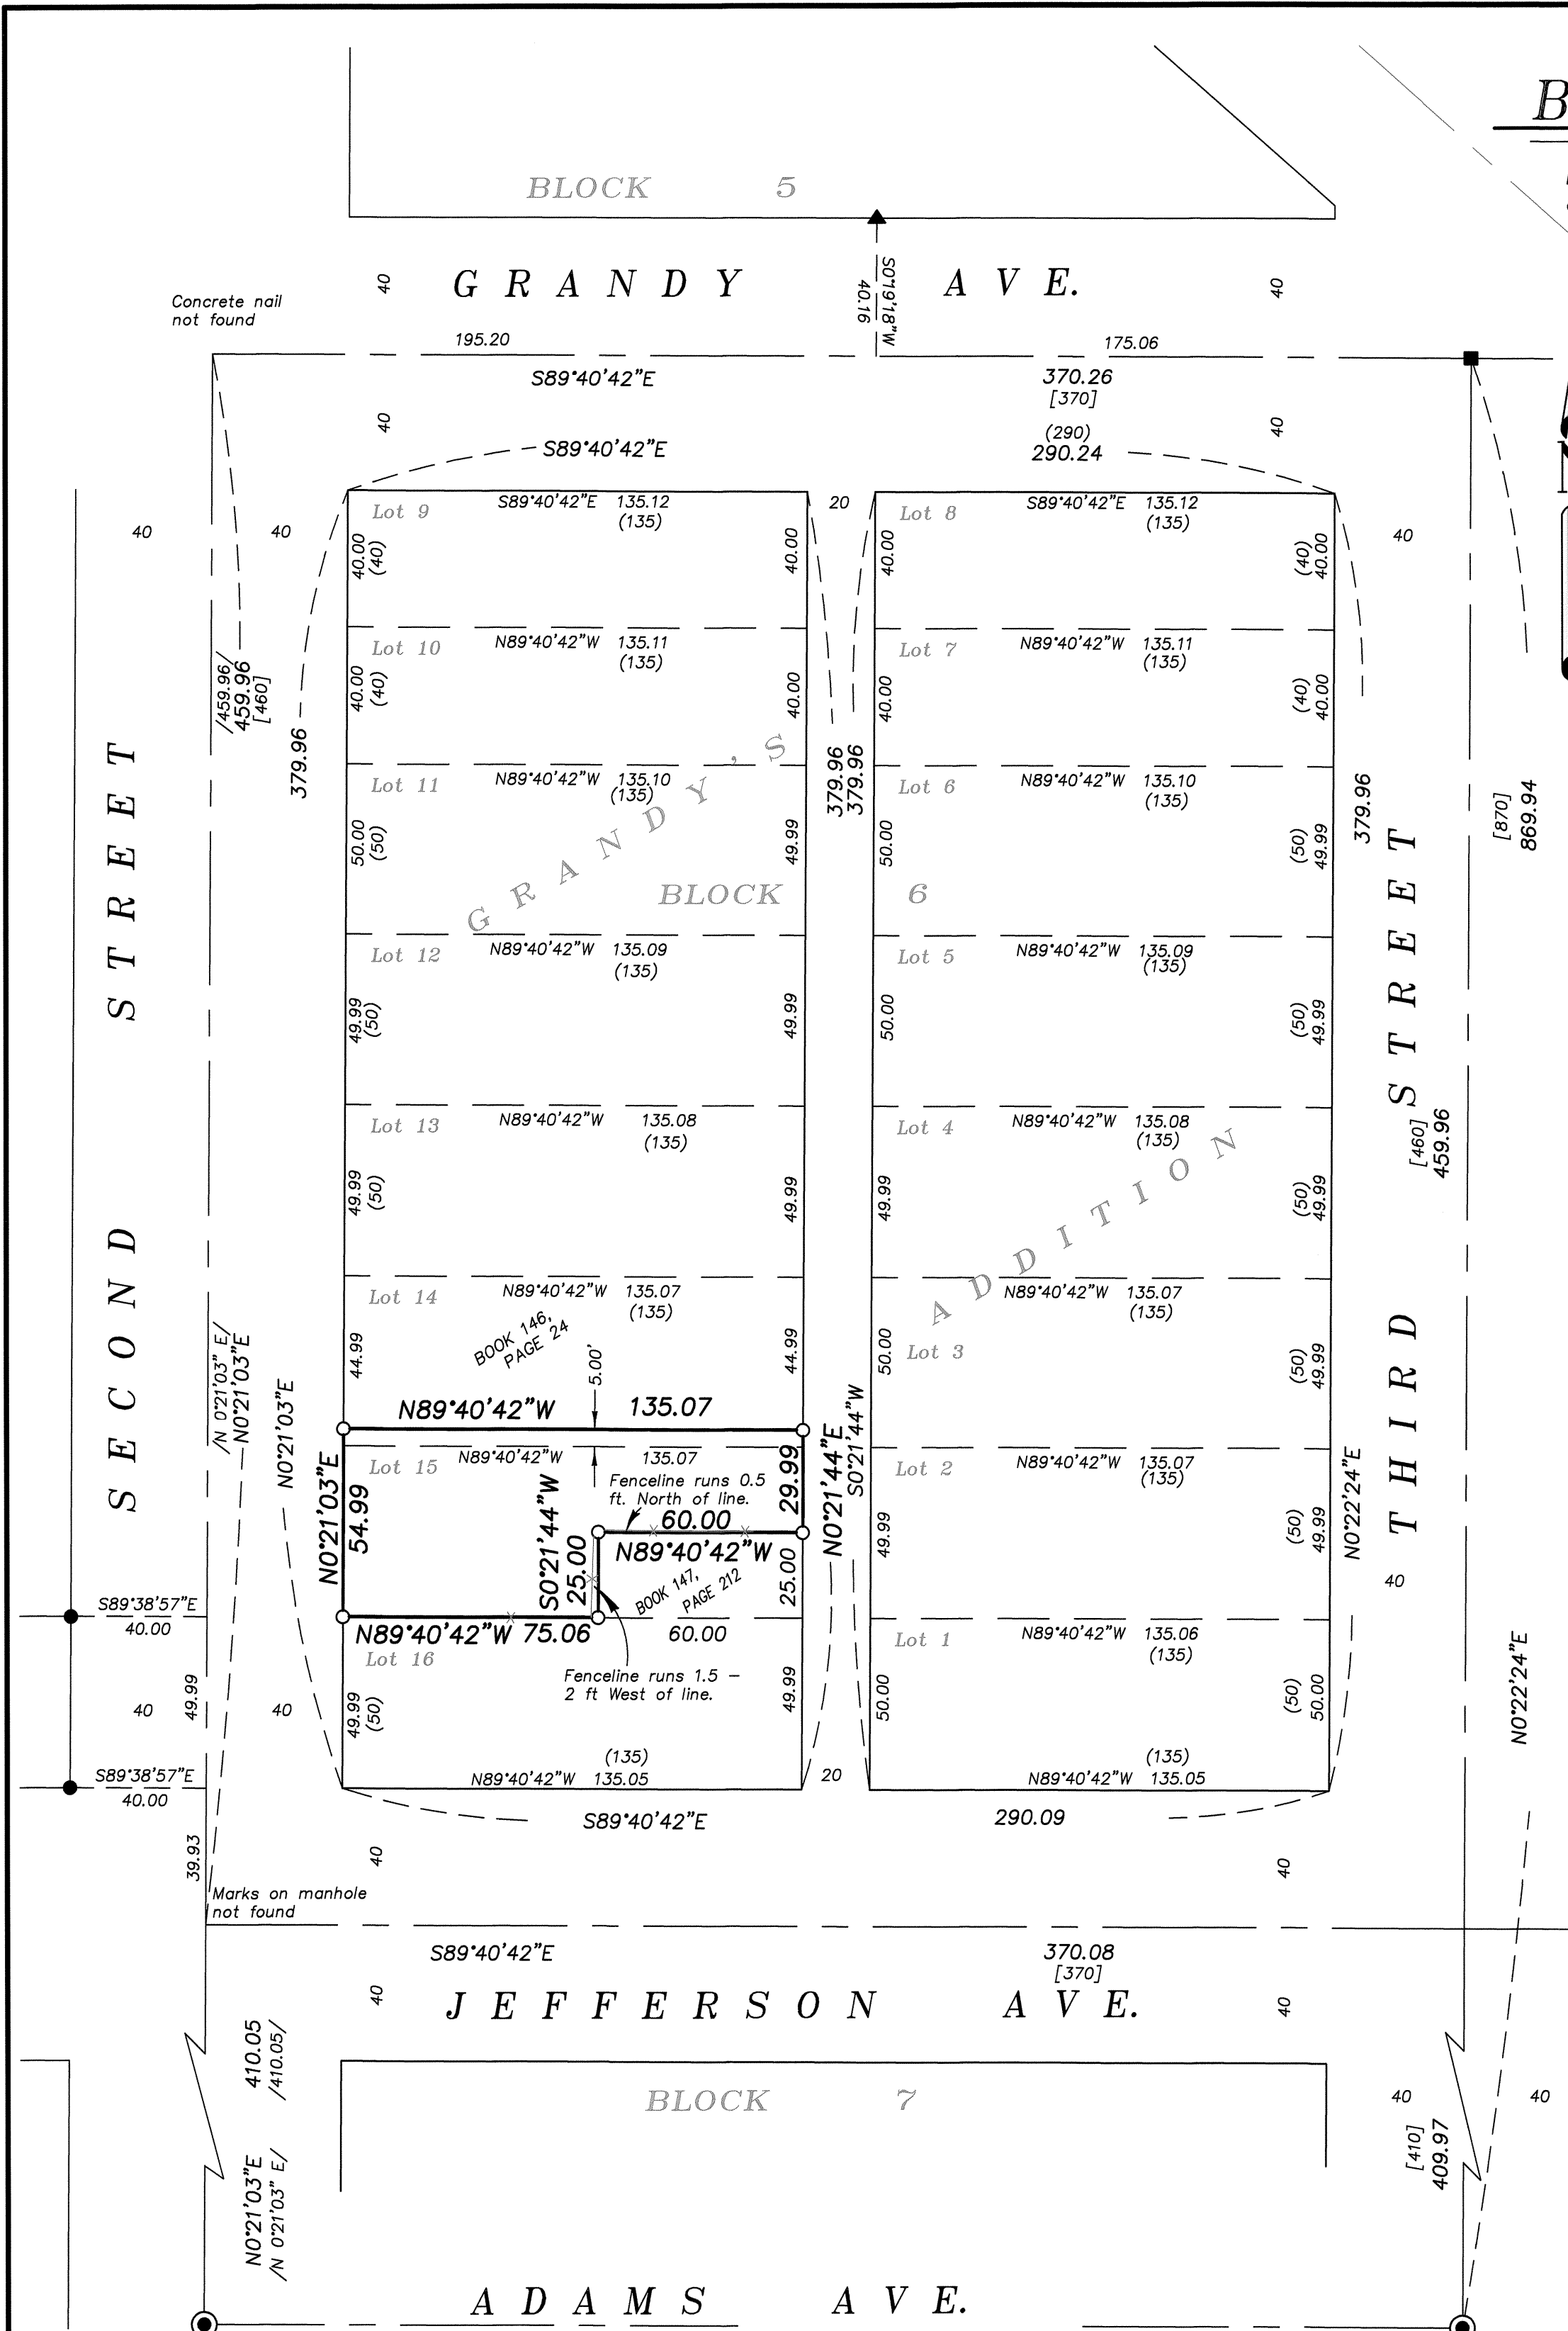 B
BLOCK 5
GRANDY AVE.
40
40
S0°19'18"W
40.16
Concrete nail
not found
195.20
175.06
S89°40'42"E
370.26
[370]
40
40
(290)
S89°40'42"E
290.24
40
40
Lot 9
S89°40'42"E 135.12
(135)
20
Lot 8
S89°40'42"E 135.12
(135)
40
40.00
(40)
40.00
40.00
(40)
40.00
Lot 10
N89°40'42"W 135.11
(135)
Lot 7
N89°40'42"W 135.11
(135)
/459.96/
459.96
[460]
40.00
(40)
40.00
40.00
(40)
40.00
379.96
379.96
379.96
379.96
Lot 11
N89°40'42"W 135.10
(135)
Lot 6
N89°40'42"W 135.10
(135)
[870]
869.94
50.00
(50)
49.99
50.00
(50)
49.99
GRANDY'S
BLOCK 6
Lot 12
N89°40'42"W 135.09
(135)
Lot 5
N89°40'42"W 135.09
(135)
49.99
(50)
49.99
50.00
(50)
49.99
SECOND STREET
THIRD STREET
Lot 13
N89°40'42"W 135.08
(135)
Lot 4
N89°40'42"W 135.08
(135)
[460]
459.96
49.99
(50)
49.99
49.99
(50)
49.99
ADDITION
Lot 14
N89°40'42"W 135.07
(135)
N89°40'42"W 135.07
(135)
Lot 3
BOOK 146,
PAGE 24
5.00'
44.99
44.99
50.00
(50)
49.99
/N 0°21'03" E/
N0°21'03"E
N0°21'03"E
N89°40'42"W 135.07
Lot 15
N89°40'42"W 135.07
Lot 2
N89°40'42"W 135.07
(135)
N0°21'03"E
54.99
S0°21'44"W
25.00
Fenceline runs 0.5
ft. North of line.
60.00
N89°40'42"W
29.99
N0°21'44"E
S0°21'44"W
BOOK 147,
PAGE 212
25.00
49.99
(50)
49.99
N0°22'24"E
40
S89°38'57"E
40.00
N89°40'42"W 75.06
60.00
Lot 16
Lot 1
N89°40'42"W 135.06
(135)
N0°22'24"E
Fenceline runs 1.5 -
2 ft West of line.
40
49.99
40
49.99
(50)
49.99
50.00
(50)
50.00
S89°38'57"E
40.00
(135)
N89°40'42"W 135.05
20
(135)
N89°40'42"W 135.05
S89°40'42"E
290.09
39.93
40
40
Marks on manhole
not found
S89°40'42"E
370.08
[370]
40
40
JEFFERSON AVE.
410.05
/410.05/
N0°21'03"E
/N 0°21'03" E/
BLOCK 7
40
40
[410]
409.97
ADAMS AVE.